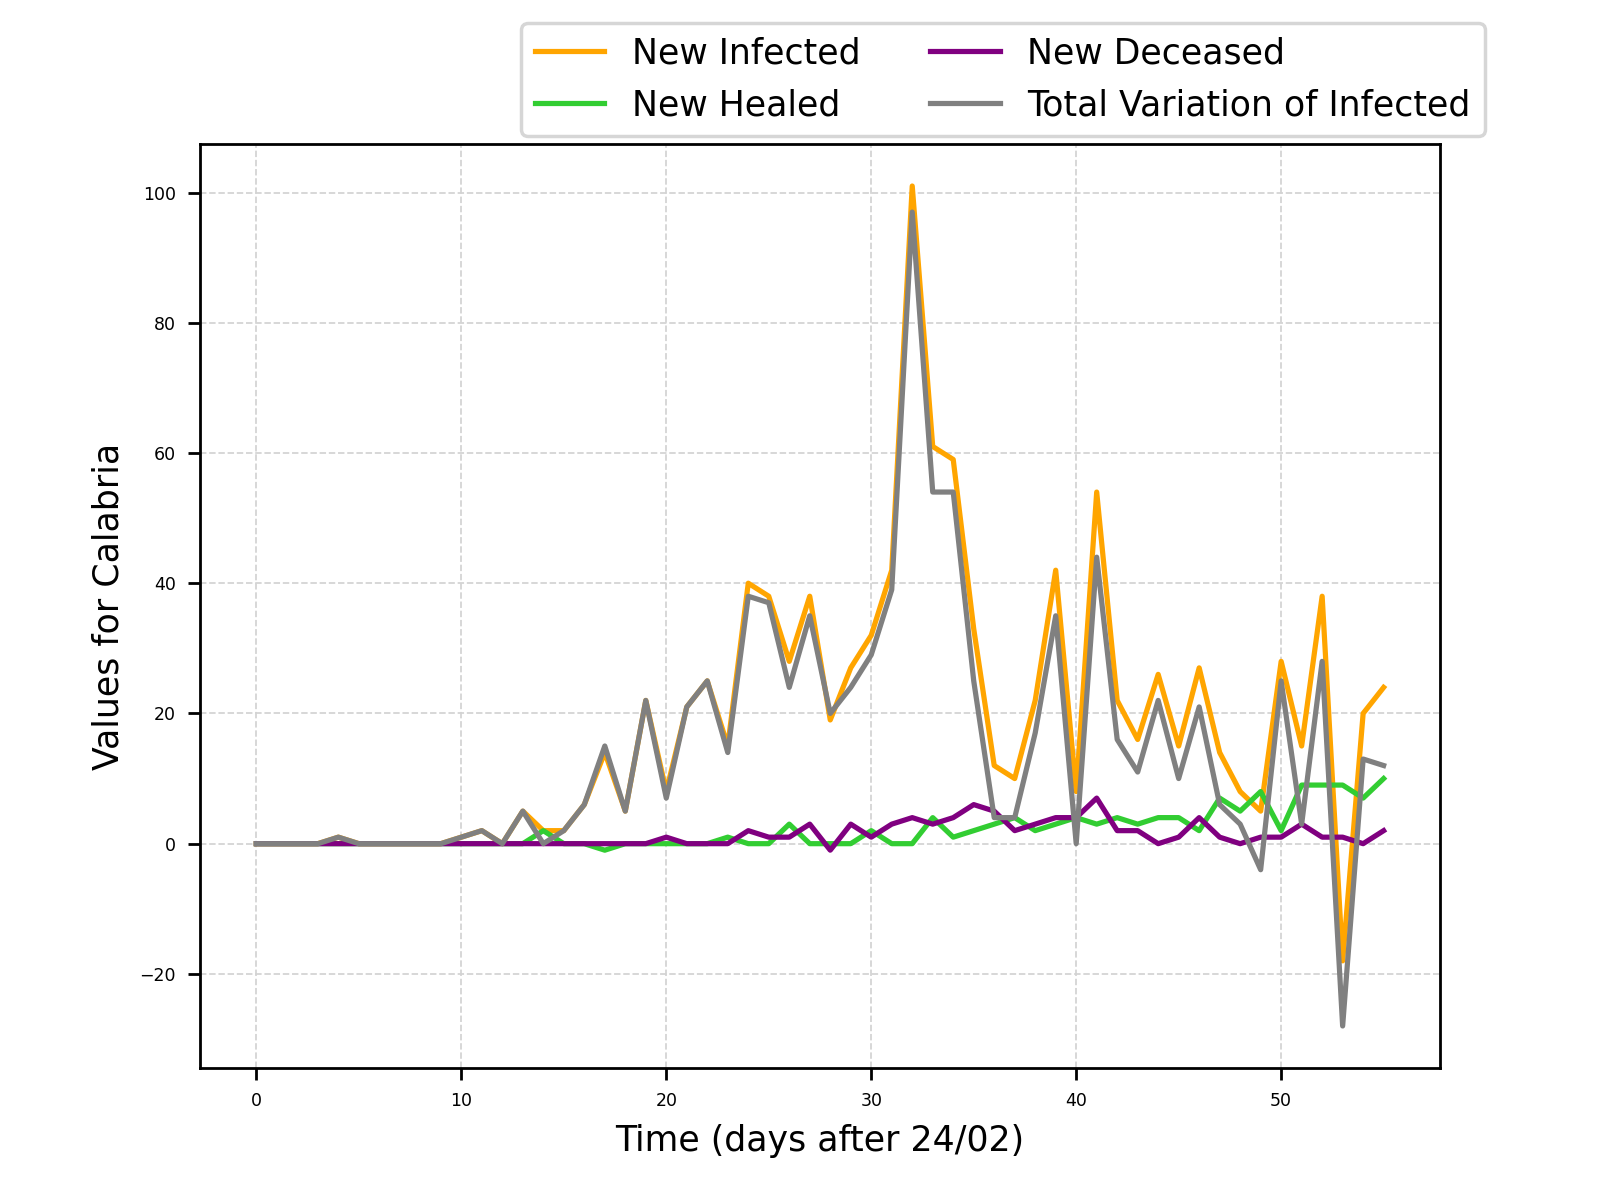 New Infected
New Healed
New Deceased
Total Variation of Infected
100
80
60
40
20
0
−20
Values for Calabria
0 10 20 30 40 50
Time (days after 24/02)